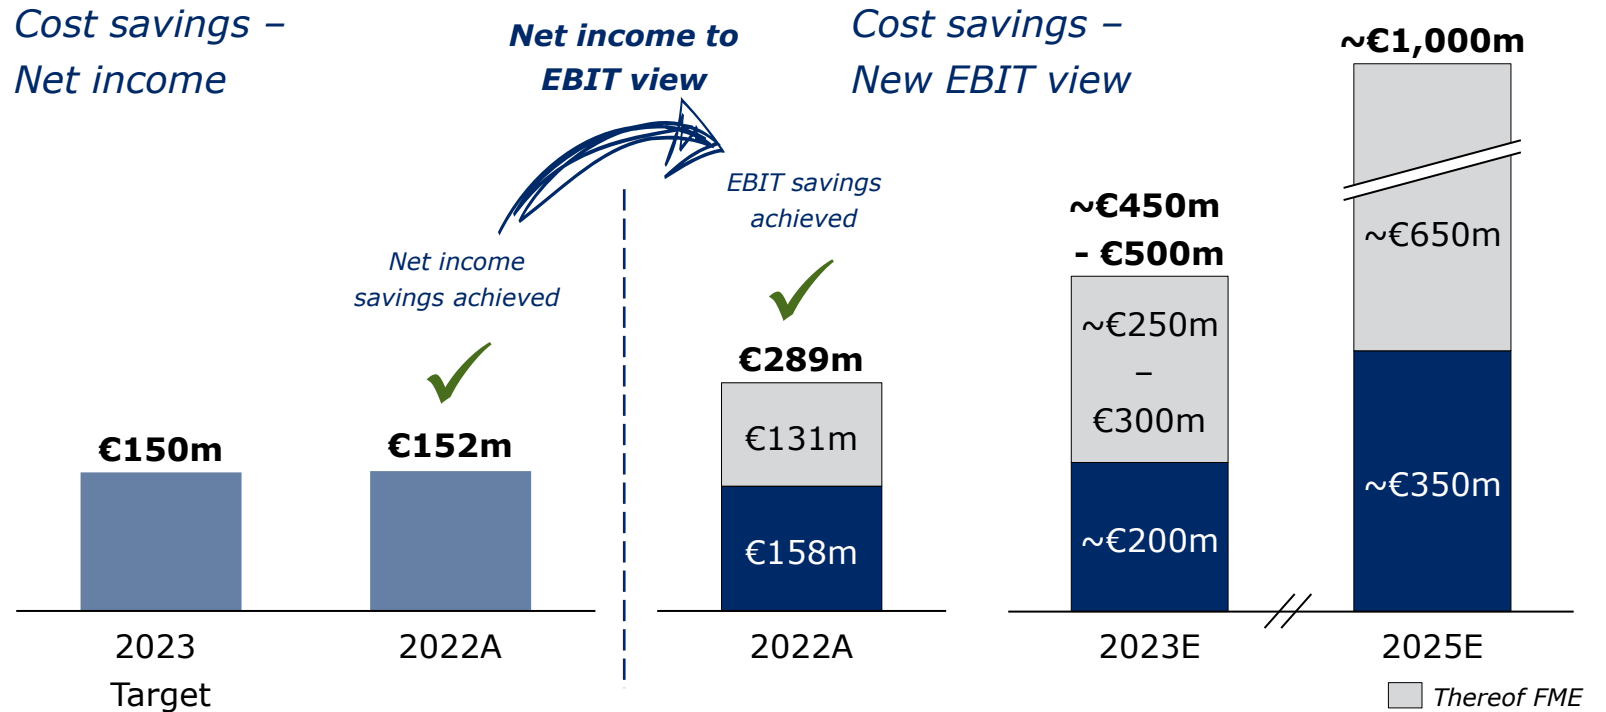 Cost savings –
Net income
Net income to
EBIT view
Cost savings –
New EBIT view
Net income
savings achieved
€150m
€152m
2023
Target
2022A
EBIT savings
achieved
€289m
€131m
€158m
2022A
~€450m
- €500m
~€250m
–
€300m
~€200m
2023E
~€1,000m
~€650m
~€350m
2025E
Thereof FME